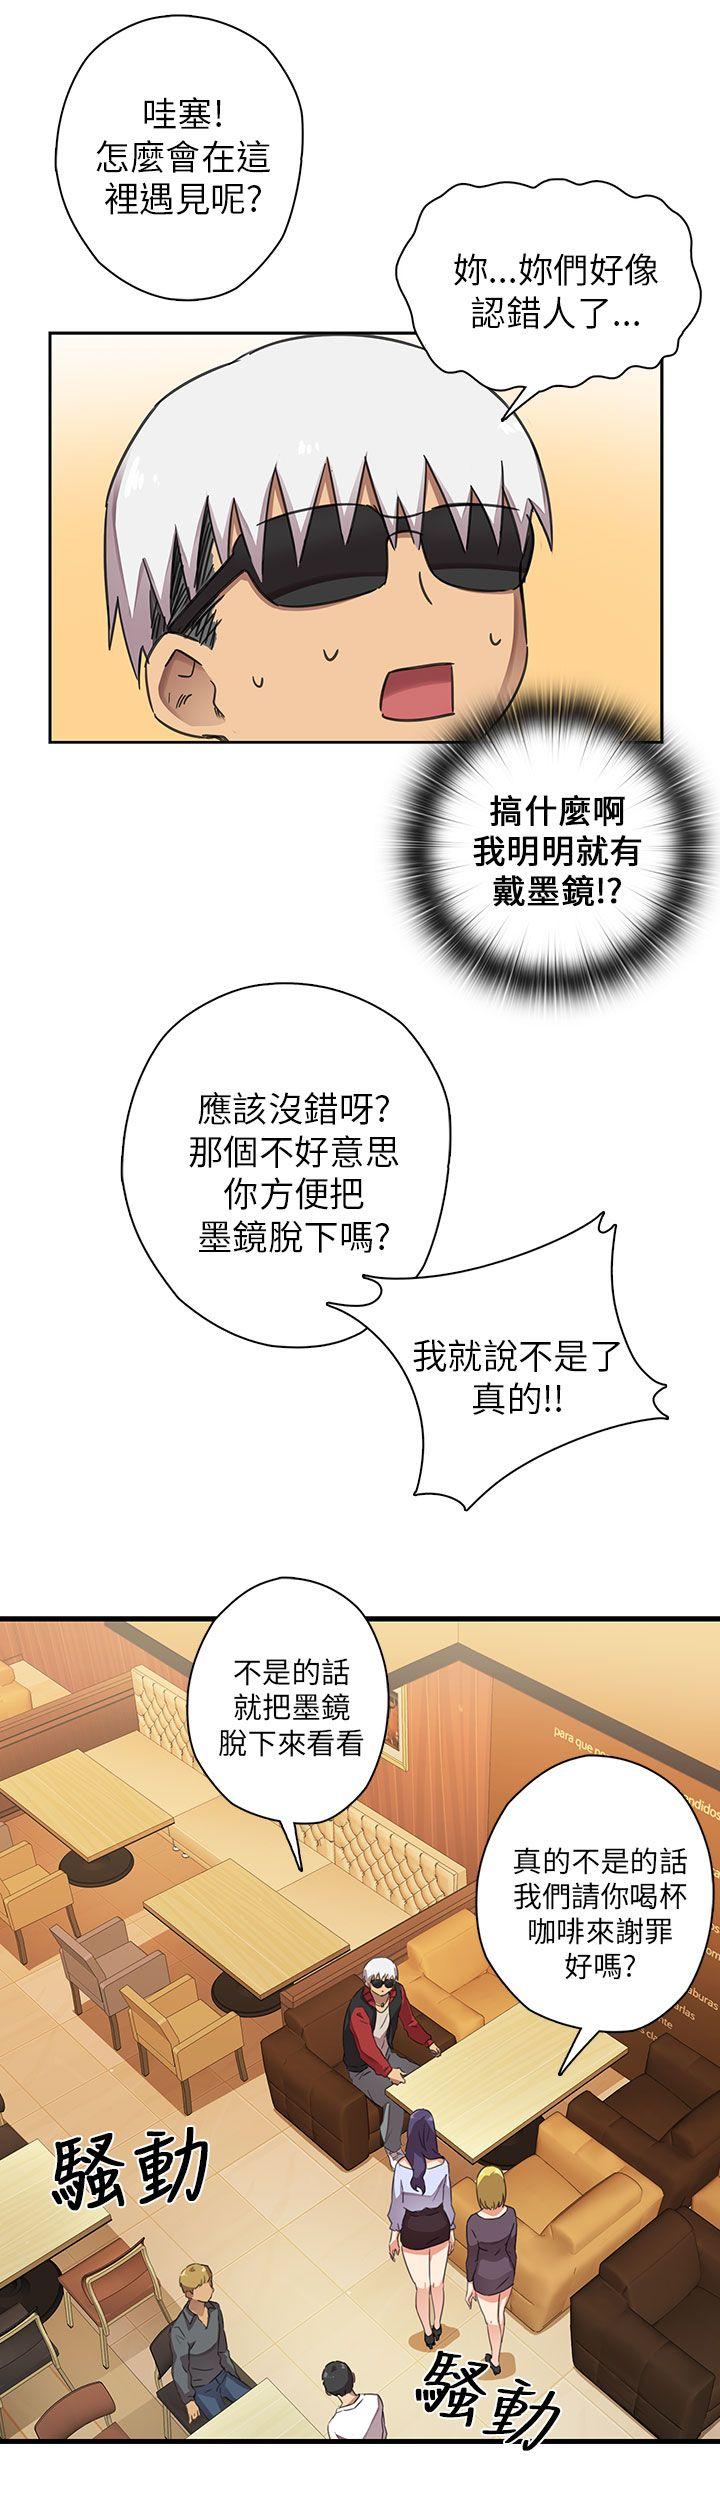 哇塞!
怎麼會在這
裡遇見呢?
妳...妳們好像
認錯人了...
搞什麼啊
我明明就有
戴墨鏡!?
應該沒錯呀?
那個不好意思
你方便把
墨鏡脫下嗎?
我就說不是了
真的!!
不是的話
就把墨鏡
脫下來看看
para que no
真的不是的話
我們請你喝杯
咖啡來謝罪
好嗎?
騷動
騷動